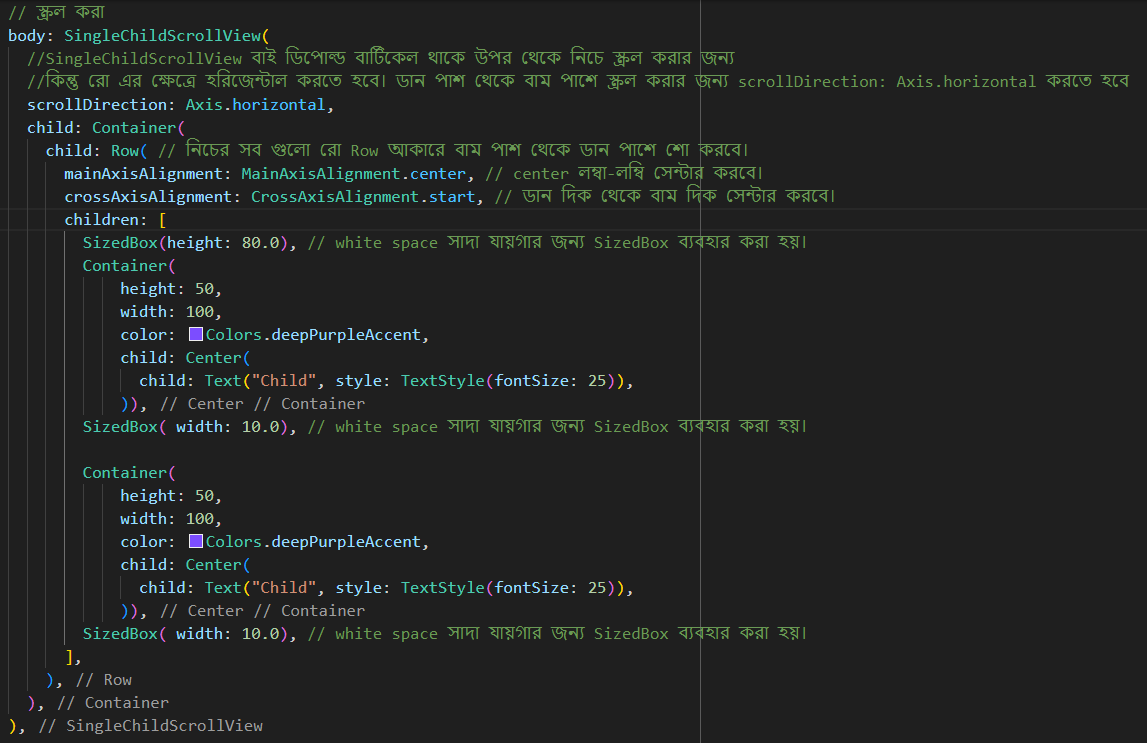 // স্ক্রল করা
body: SingleChildScrollView(
//SingleChildScrollView বাই ডিপোল্ড বাটিকেল থাকে উপর থেকে নিচে স্ক্রল করার জন্য
//কিন্তু রো এর ক্ষেত্রে হরিজেন্টাল করতে হবে। ডান পাশ থেকে বাম পাশে স্ক্রল করার জন্য scrollDirection: Axis.horizontal করতে হবে
scrollDirection: Axis.horizontal,
child: Container(
child: Row( // নিচের সব গুলো রো Row আকারে বাম পাশ থেকে ডান পাশে শো করবে।
mainAxisAlignment: MainAxisAlignment.center, // center লম্বা-লম্বি সেন্টার করবে।
crossAxisAlignment: CrossAxisAlignment.start, // ডান দিক থেকে বাম দিক সেন্টার করবে।
children: [
SizedBox(height: 80.0), // white space সাদা যায়গার জন্য SizedBox ব্যবহার করা হয়।
Container(
height: 50,
width: 100,
color: Colors.deepPurpleAccent,
child: Center(
child: Text("Child", style: TextStyle(fontSize: 25)),
)), // Center // Container
SizedBox( width: 10.0), // white space সাদা যায়গার জন্য SizedBox ব্যবহার করা হয়।
Container(
height: 50,
width: 100,
color: Colors.deepPurpleAccent,
child: Center(
child: Text("Child", style: TextStyle(fontSize: 25)),
)), // Center // Container
SizedBox( width: 10.0), // white space সাদা যায়গার জন্য SizedBox ব্যবহার করা হয়।
],
), // Row
), // Container
), // SingleChildScrollView